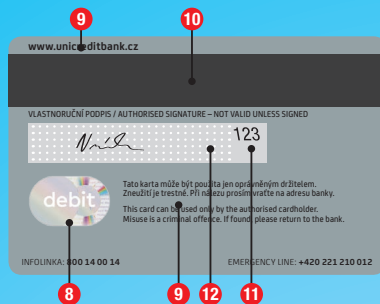 9
10
www.unicreditbank.cz
VLASTNORUČNÍ PODPIS / AUTHORISED SIGNATURE – NOT VALID UNLESS SIGNED
123
Tato karta může být použita jen oprávněným držitelem.
Zneužití je trestné. Při nálezu prosím vraťte na adresu banky.
debit
This card can be used only by the authorised cardholder.
Misuse is a criminal offence. If found, please return to the bank.
INFOLINKA: 800 14 00 14
EMERGENCY LINE: +420 221 210 012
8
9
12
11